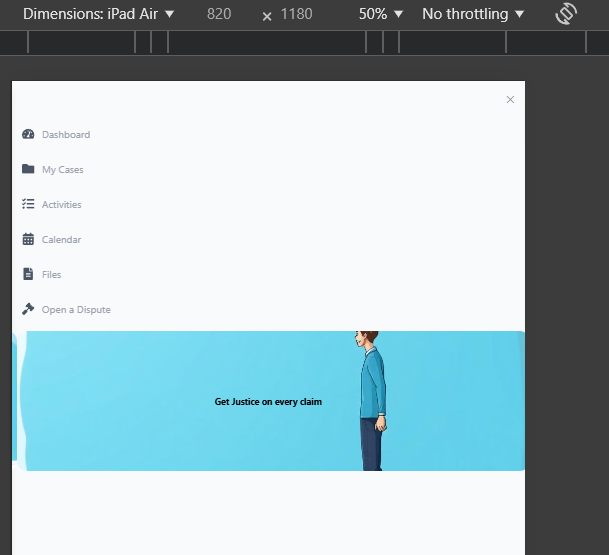 Dimensions: iPad Air ▼ 820 × 1180 50% ▼ No throttling ▼
×
Dashboard
My Cases
Activities
Calendar
Files
Open a Dispute
Get Justice on every claim